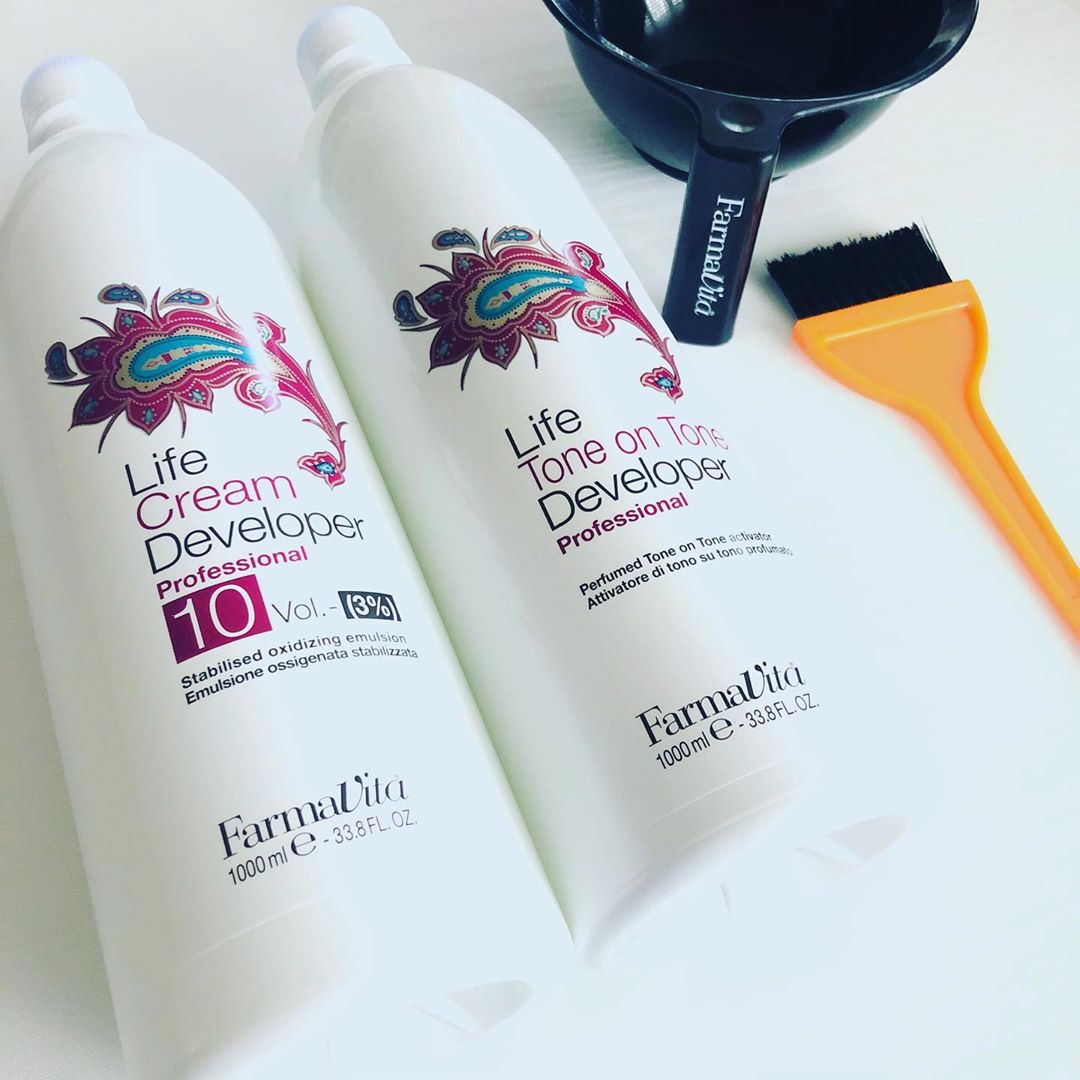 Life
Cream
Developer
Professional
10 Vol.- (3%)
Stabilised oxidizing emulsion
Emulsione ossigenata stabilizzata
FarmaVita
1000 ml e - 33.8 FL. OZ.
Life
Tone on Tone
Developer
Professional
Perfumed Tone on Tone activator
Attivatore di tono su tono profumato
FarmaVita
1000 ml e - 33.8 FL. OZ.
FarmaVita